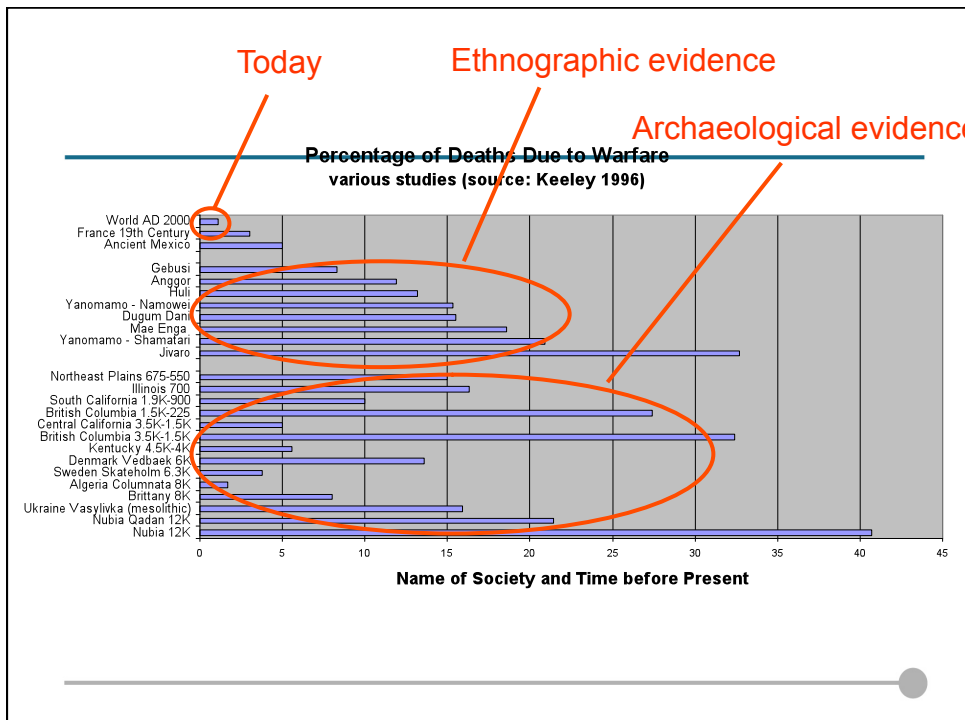 Today
Ethnographic evidence
Archaeological evidence
Percentage of Deaths Due to Warfare
various studies (source: Keeley 1996)
World AD 2000
France 19th Century
Ancient Mexico
Gebusi
Anggor
Huli
Yanomamo - Namowei
Dugum Dani
Mae Enga
Yanomamo - Shamatari
Jivaro
Northeast Plains 675-550
Illinois 700
South California 1.9K-900
British Columbia 1.5K-225
Central California 3.5K-1.5K
British Columbia 3.5K-1.5K
Kentucky 4.5K-4K
Denmark Vedbaek 6K
Sweden Skateholm 6.3K
Algeria Columnata 8K
Brittany 8K
Ukraine Vasylivka (mesolithic)
Nubia Qadan 12K
Nubia 12K
0 5 10 15 20 25 30 35 40 45
Name of Society and Time before Present